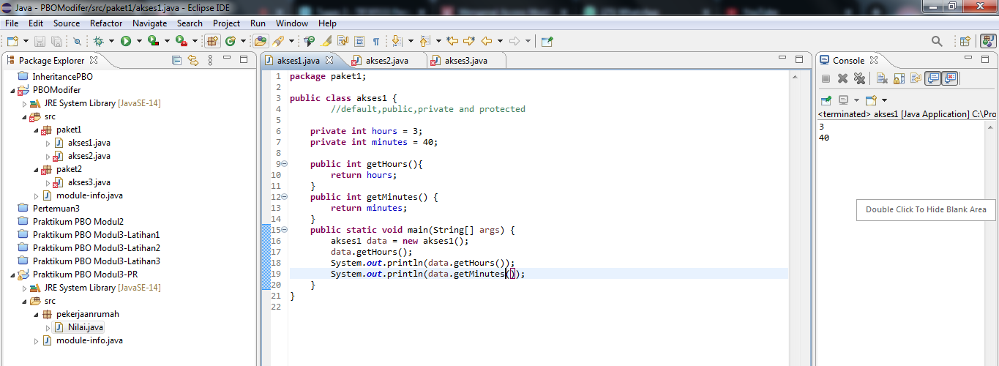 Java - PBOModifer/src/paket1/akses1.java - Eclipse IDE
File Edit Source Refactor Navigate Search Project Run Window Help
Package Explorer
InheritancePBO
PBOModifer
JRE System Library [JavaSE-14]
src
paket1
akses1.java
akses2.java
paket2
akses3.java
module-info.java
Pertemuan3
Praktikum PBO Modul2
Praktikum PBO Modul3-Latihan1
Praktikum PBO Modul3-Latihan2
Praktikum PBO Modul3-Latihan3
Praktikum PBO Modul3-PR
JRE System Library [JavaSE-14]
src
pekerjaanrumah
Nilai.java
module-info.java
akses1.java akses2.java akses3.java
1 package paket1;
2
3 public class akses1 {
4 //default,public,private and protected
5
6 private int hours = 3;
7 private int minutes = 40;
8
9 public int getHours(){
10 return hours;
11 }
12 public int getMinutes() {
13 return minutes;
14 }
15 public static void main(String[] args) {
16 akses1 data = new akses1();
17 data.getHours();
18 System.out.println(data.getHours());
19 System.out.println(data.getMinutes());
20 }
21 }
22
Console
<terminated> akses1 [Java Application] C:\Pro
3
40
Double Click To Hide Blank Area